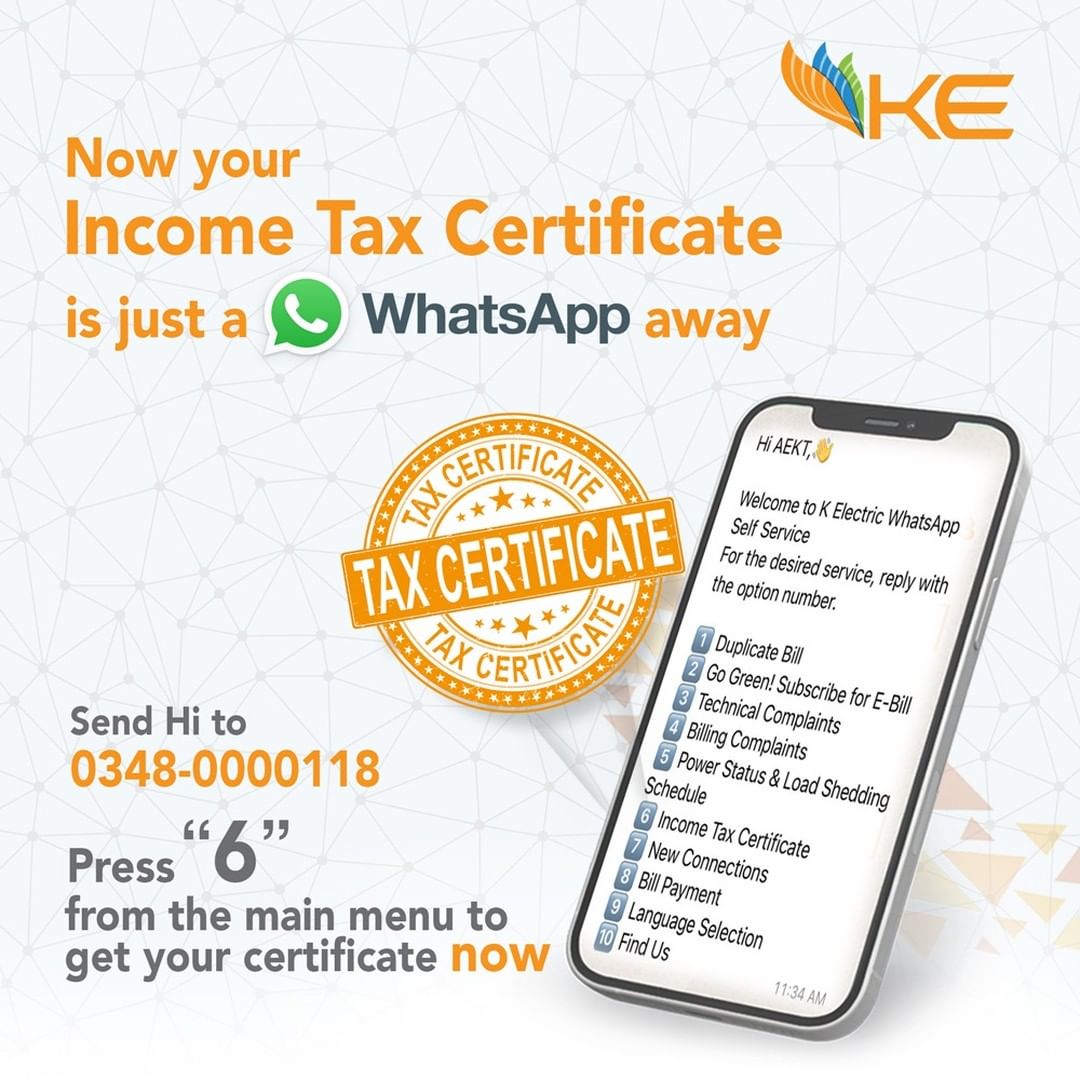 KE
Now your
Income Tax Certificate
is just a WhatsApp away
TAX CERTIFICATE
TAX CERTIFICATE
TAX CERTIFICATE
Hi AEKT,👋
Welcome to K Electric WhatsApp
Self Service
For the desired service, reply with
the option number.
1 Duplicate Bill
2 Go Green! Subscribe for E-Bill
3 Technical Complaints
4 Billing Complaints
5 Power Status & Load Shedding
Schedule
6 Income Tax Certificate
7 New Connections
8 Bill Payment
9 Language Selection
10 Find Us
11:34 AM
Send Hi to
0348-0000118
Press “6”
from the main menu to
get your certificate now